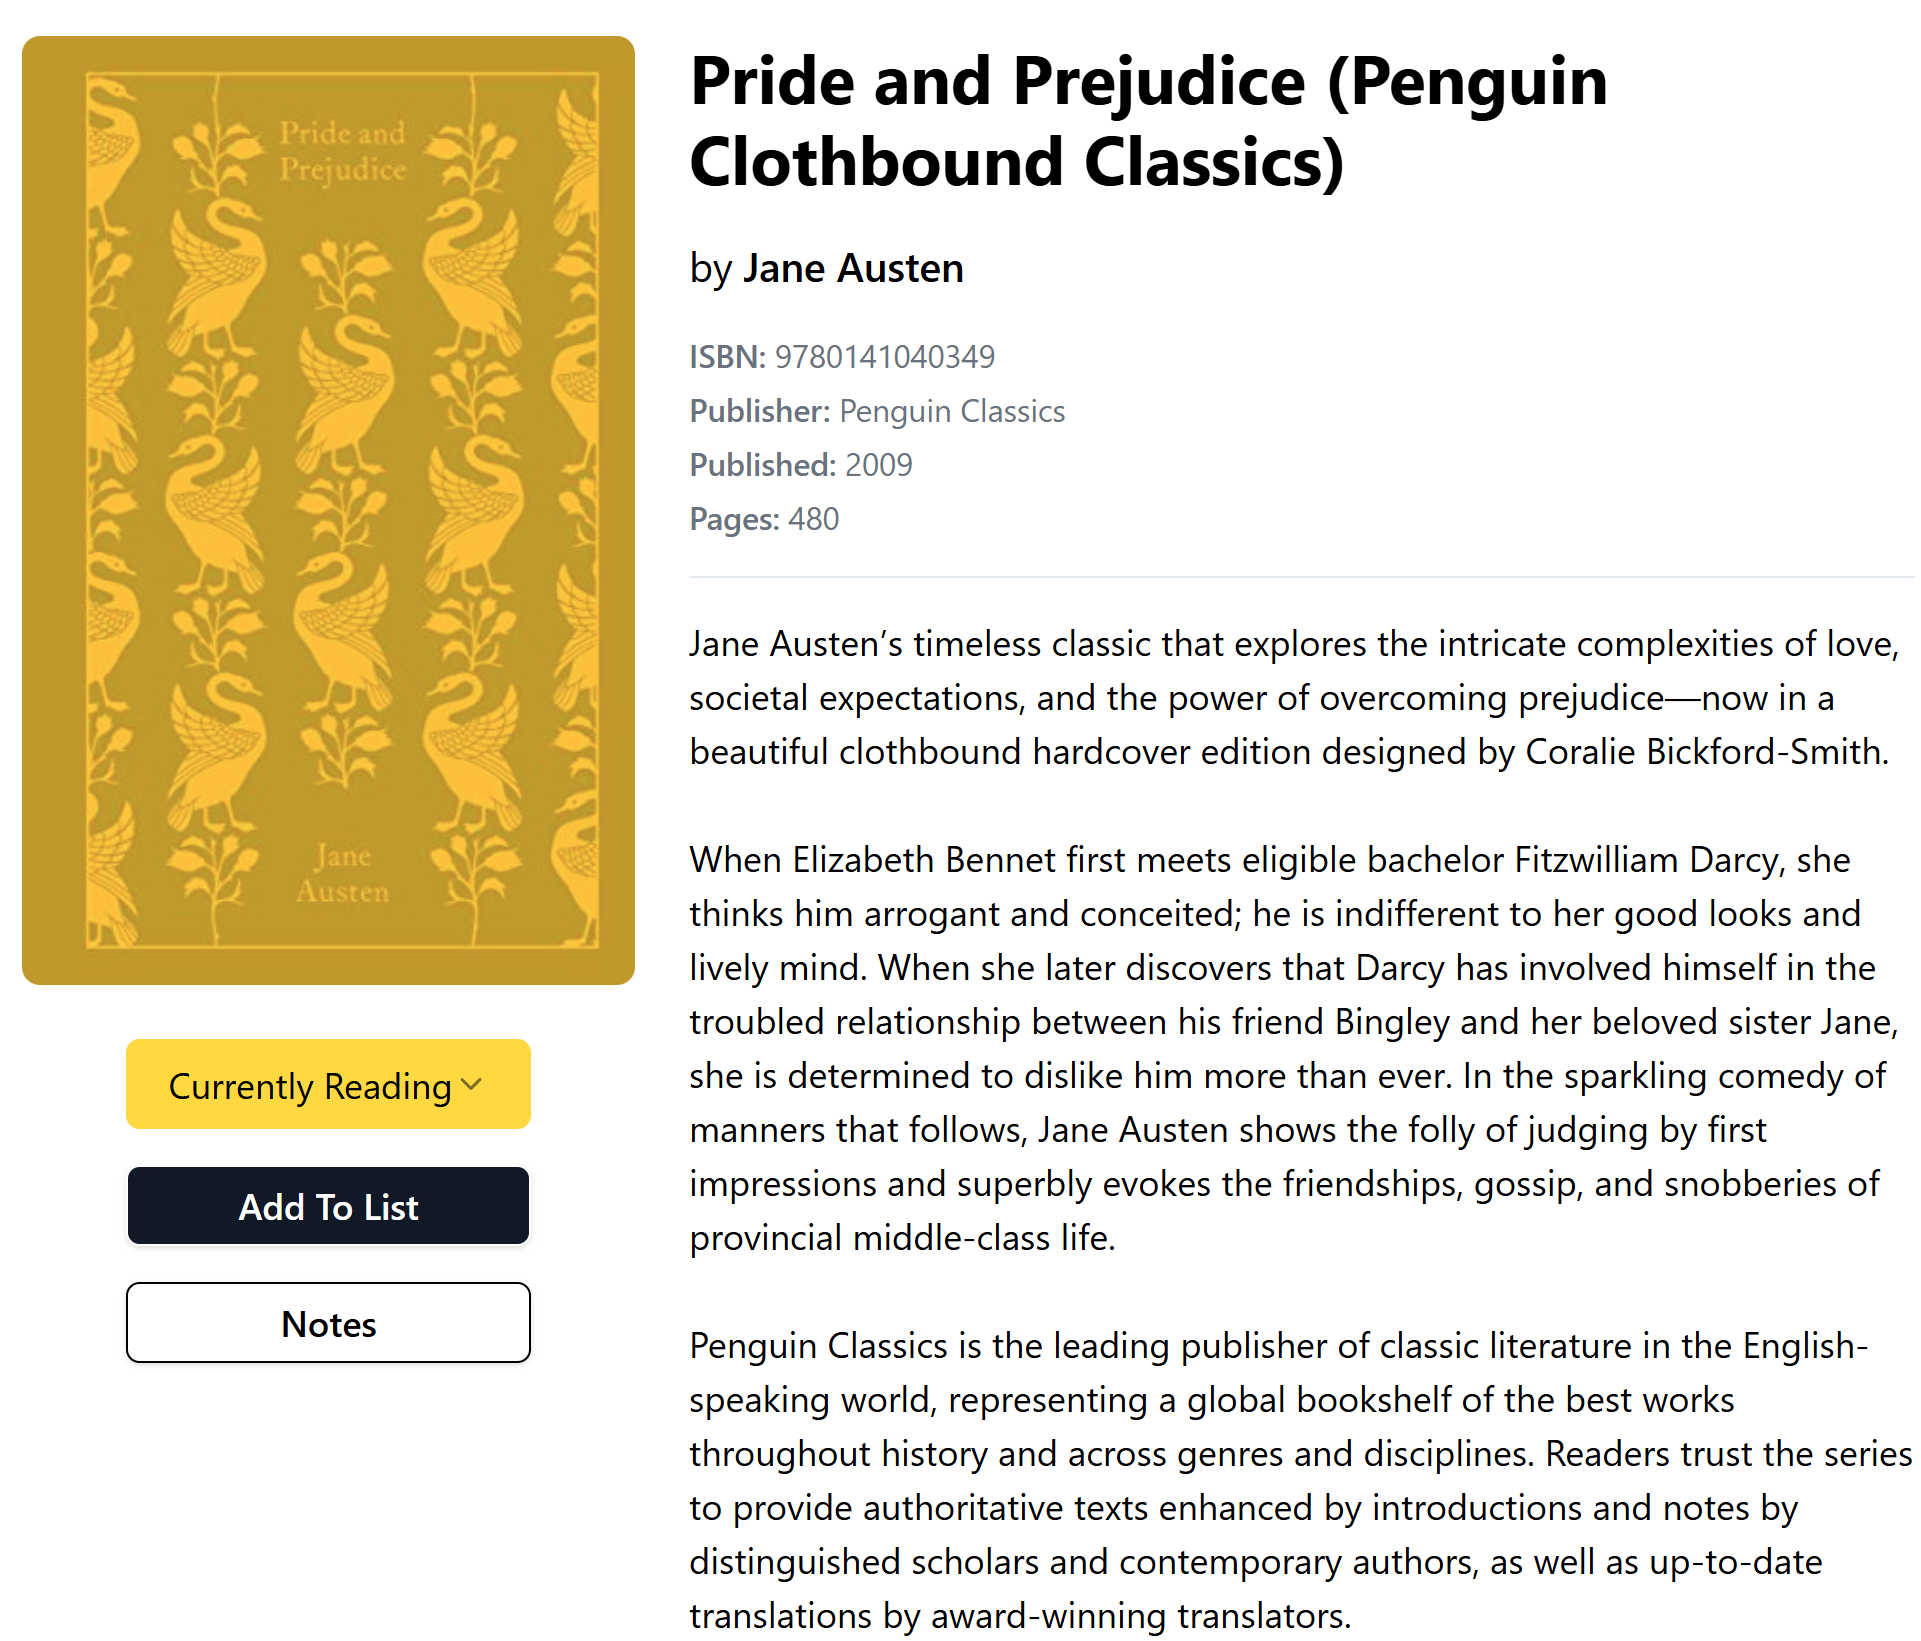 Pride and
Prejudice
Jane
Austen
Currently Reading
Add To List
Notes
Pride and Prejudice (Penguin
Clothbound Classics)
by Jane Austen
ISBN: 9780141040349
Publisher: Penguin Classics
Published: 2009
Pages: 480
Jane Austen’s timeless classic that explores the intricate complexities of love,
societal expectations, and the power of overcoming prejudice—now in a
beautiful clothbound hardcover edition designed by Coralie Bickford-Smith.
When Elizabeth Bennet first meets eligible bachelor Fitzwilliam Darcy, she
thinks him arrogant and conceited; he is indifferent to her good looks and
lively mind. When she later discovers that Darcy has involved himself in the
troubled relationship between his friend Bingley and her beloved sister Jane,
she is determined to dislike him more than ever. In the sparkling comedy of
manners that follows, Jane Austen shows the folly of judging by first
impressions and superbly evokes the friendships, gossip, and snobberies of
provincial middle-class life.
Penguin Classics is the leading publisher of classic literature in the English-
speaking world, representing a global bookshelf of the best works
throughout history and across genres and disciplines. Readers trust the series
to provide authoritative texts enhanced by introductions and notes by
distinguished scholars and contemporary authors, as well as up-to-date
translations by award-winning translators.